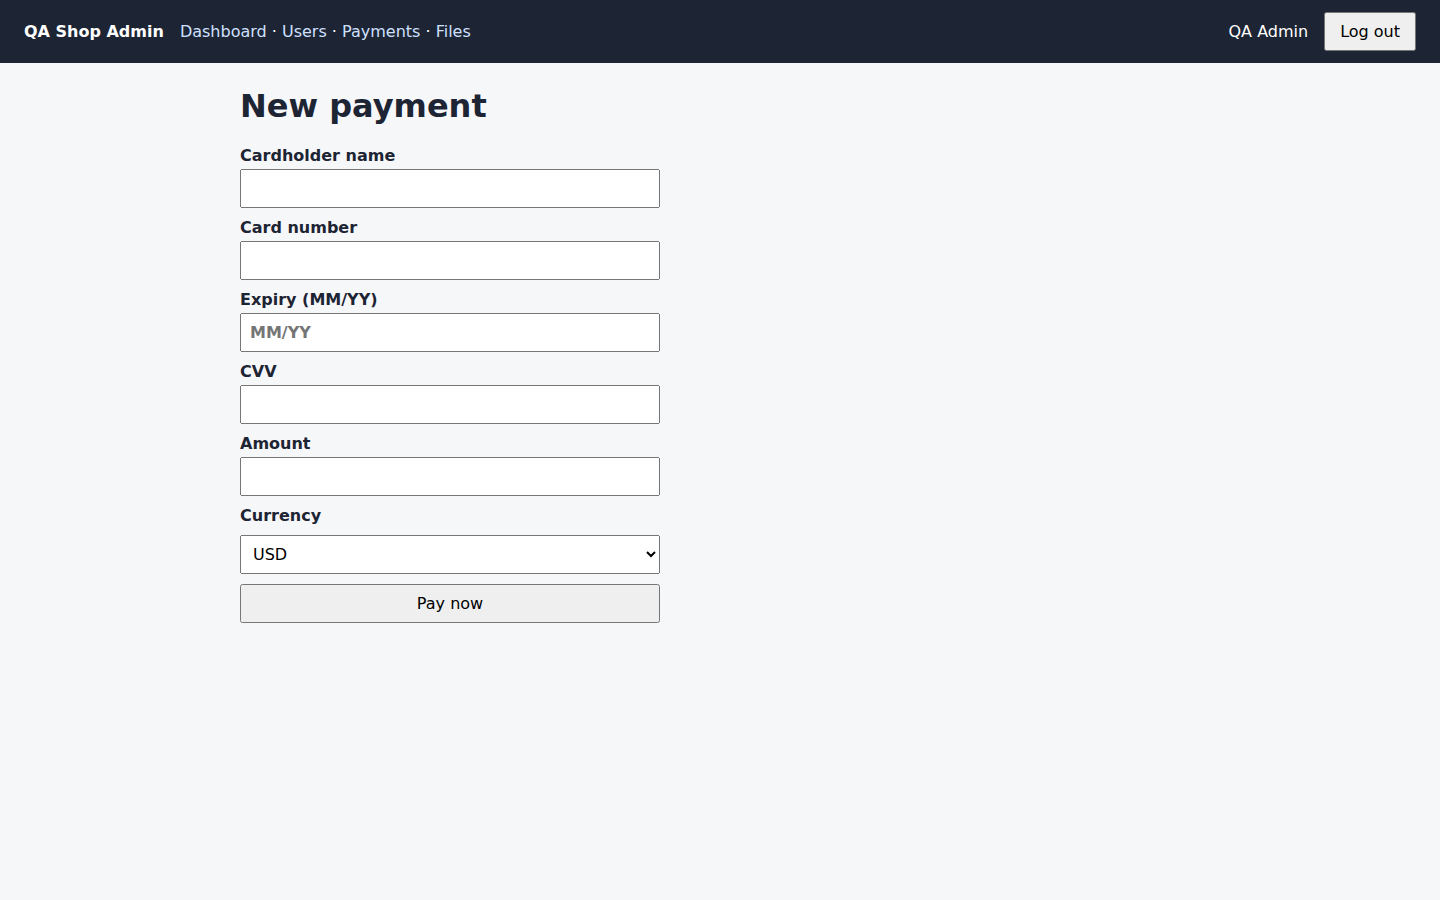 QA Shop Admin Dashboard · Users · Payments · Files QA Admin Log out
New payment
Cardholder name
Card number
Expiry (MM/YY)
MM/YY
CVV
Amount
Currency
USD
Pay now